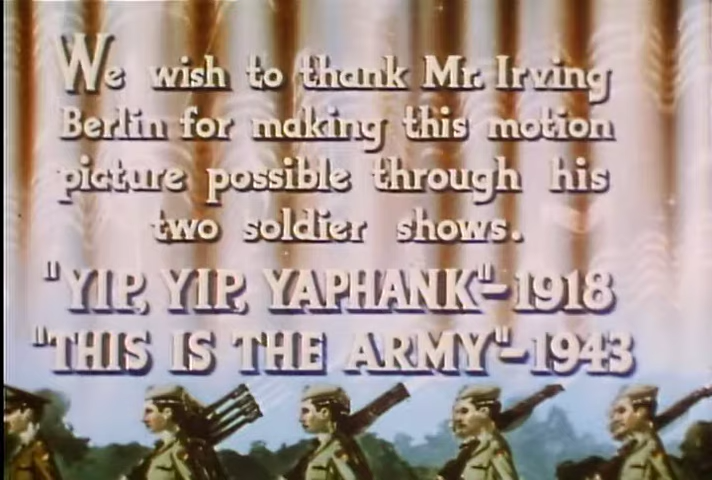 We wish to thank Mr. Irving
Berlin for making this motion
picture possible through his
two soldier shows.
"YIP, YIP, YAPHANK"-1918
"THIS IS THE ARMY"-1943